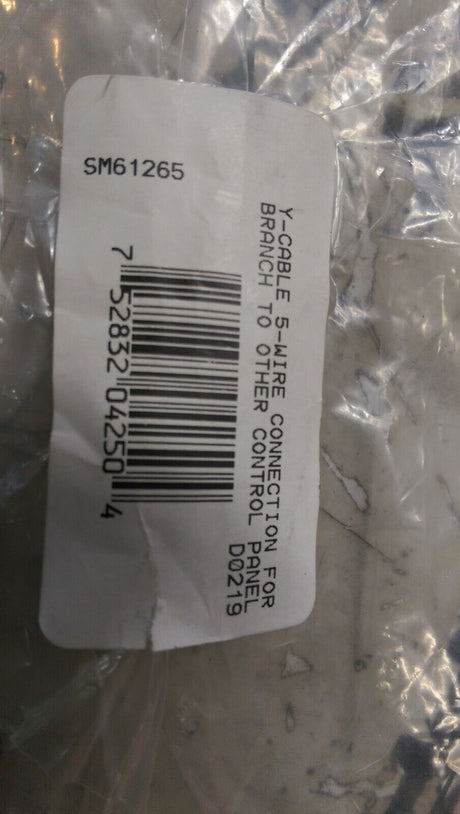 SM61265
Y-CABLE 5-WIRE CONNECTION FOR
BRANCH TO OTHER CONTROL PANEL
D0219
7 52832 04250 4